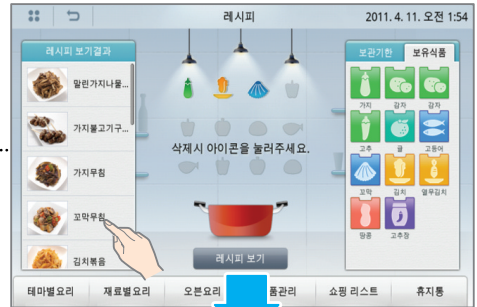 레시피
2011. 4. 11. 오전 1:54
레시피 보기결과
말린가지나물...
가지불고기구...
가지무침
꼬막무침
김치볶음
삭제시 아이콘을 눌러주세요.
레시피 보기
보관기한
보유식품
가지
감자
감자
고추
귤
고등어
꼬막
김치
열무김치
땅콩
고추장
테마별요리
재료별요리
오븐요리
품관리
쇼핑 리스트
휴지통